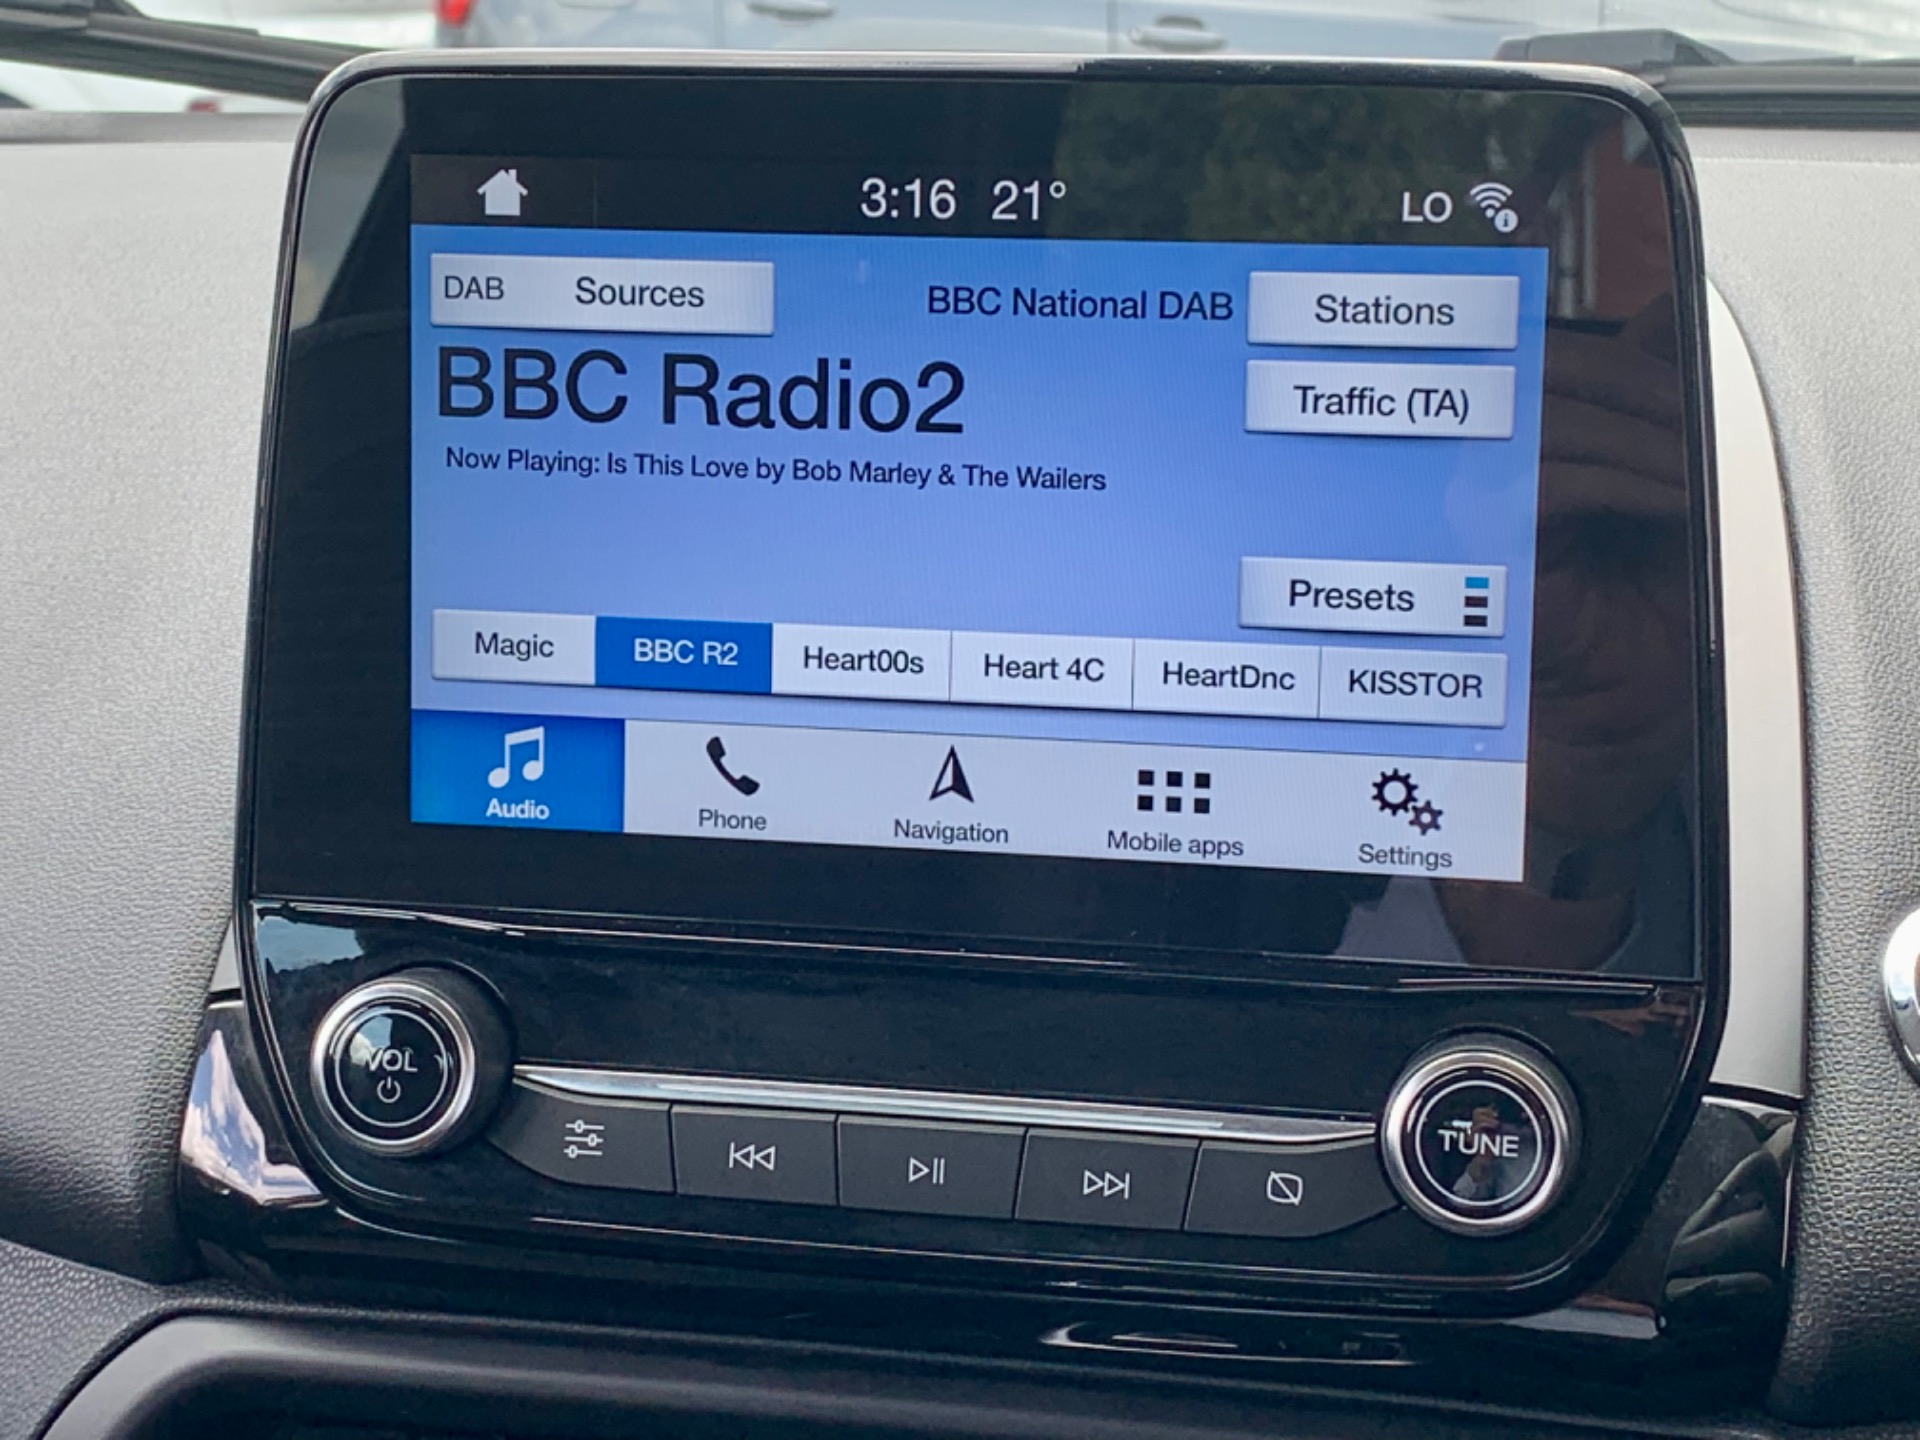 3:16 21° LO
DAB Sources BBC National DAB Stations
BBC Radio2
Traffic (TA)
Now Playing: Is This Love by Bob Marley & The Wailers
Presets
Magic BBC R2 Heart00s Heart 4C HeartDnc KISSTOR
Audio Phone Navigation Mobile apps Settings
VOL
TUNE